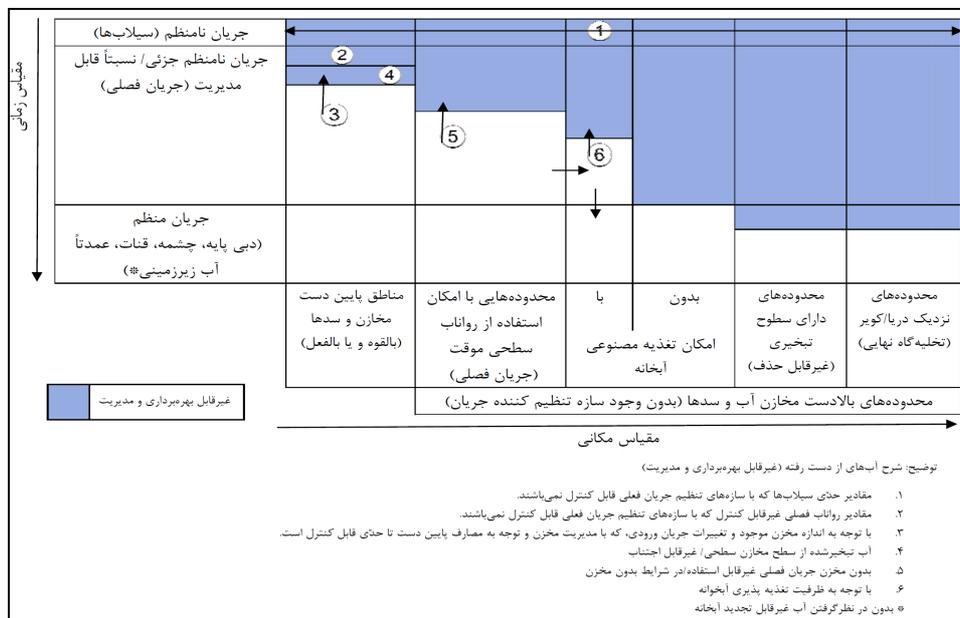 مقیاس زمانی
جریان نامنظم (سیلاب‌ها)
جریان نامنظم جزئی/ نسبتاً قابل
مدیریت (جریان فصلی)
جریان منظم
(دبی پایه، چشمه، قنات، عمدتاً
آب زیرزمینی*)
1
2
4
3
5
6
مناطق پایین دست
مخازن و سدها
(بالقوه و یا بالفعل)
محدوده‌هایی با امکان
استفاده از رواناب
سطحی موقت
(جریان فصلی)
با
بدون
امکان تغذیه مصنوعی
آبخانه
محدوده‌های
دارای سطوح
تبخیری
(غیرقابل حذف)
محدوده‌های
نزدیک دریا/کویر
(تخلیه‌گاه نهایی)
محدوده‌های بالادست مخازن آب و سدها (بدون وجود سازه تنظیم کننده جریان)
غیرقابل بهره‌برداری و مدیریت
مقیاس مکانی
توضیح: شرح آب‌های از دست رفته (غیرقابل بهره‌برداری و مدیریت)
۱. مقادیر حدّی سیلاب‌ها که با سازه‌های تنظیم جریان فعلی قابل کنترل نمی‌باشند.
۲. مقادیر رواناب فصلی غیرقابل کنترل که با سازه‌های تنظیم جریان فعلی قابل کنترل نمی‌باشند.
۳. با توجه به اندازه مخزن موجود و تغییرات جریان ورودی، که با مدیریت مخزن و توجه به مصارف پایین دست تا حدّی قابل کنترل است.
۴. آب تبخیرشده از سطح مخازن سطحی/ غیرقابل اجتناب
۵. بدون مخزن جریان فصلی غیرقابل استفاده/در شرایط بدون مخزن
۶. با توجه به ظرفیت تغذیه پذیری آبخوانه
* بدون در نظرگرفتن آب غیرقابل تجدید آبخانه